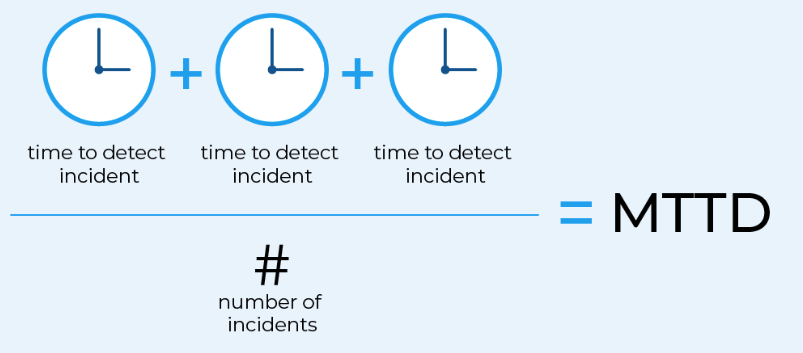 + +
time to detect incident
time to detect incident
time to detect incident
= MTTD
#
number of
incidents